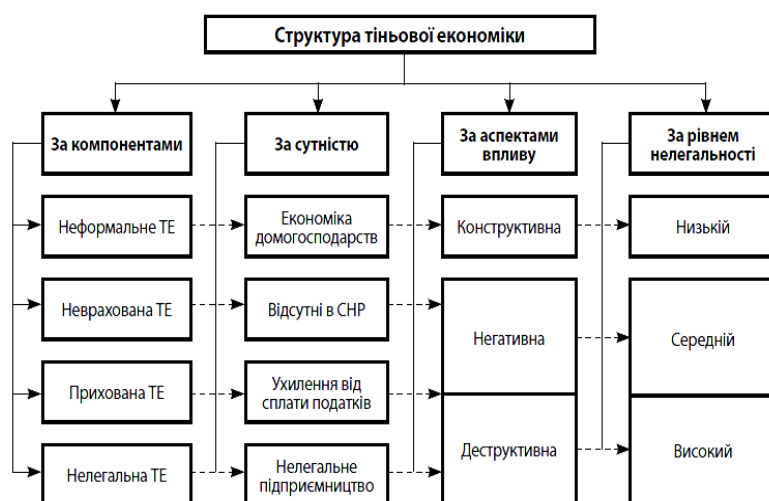 Структура тіньової економіки
За компонентами
За сутністю
За аспектами
впливу
За рівнем
нелегальності
Неформальне ТЕ
Економіка
домогосподарств
Конструктивна
Низькій
Неврахована ТЕ
Відсутні в СНР
Негативна
Середній
Прихована ТЕ
Ухилення від
сплати податків
Деструктивна
Високий
Нелегальна ТЕ
Нелегальне
підприємництво